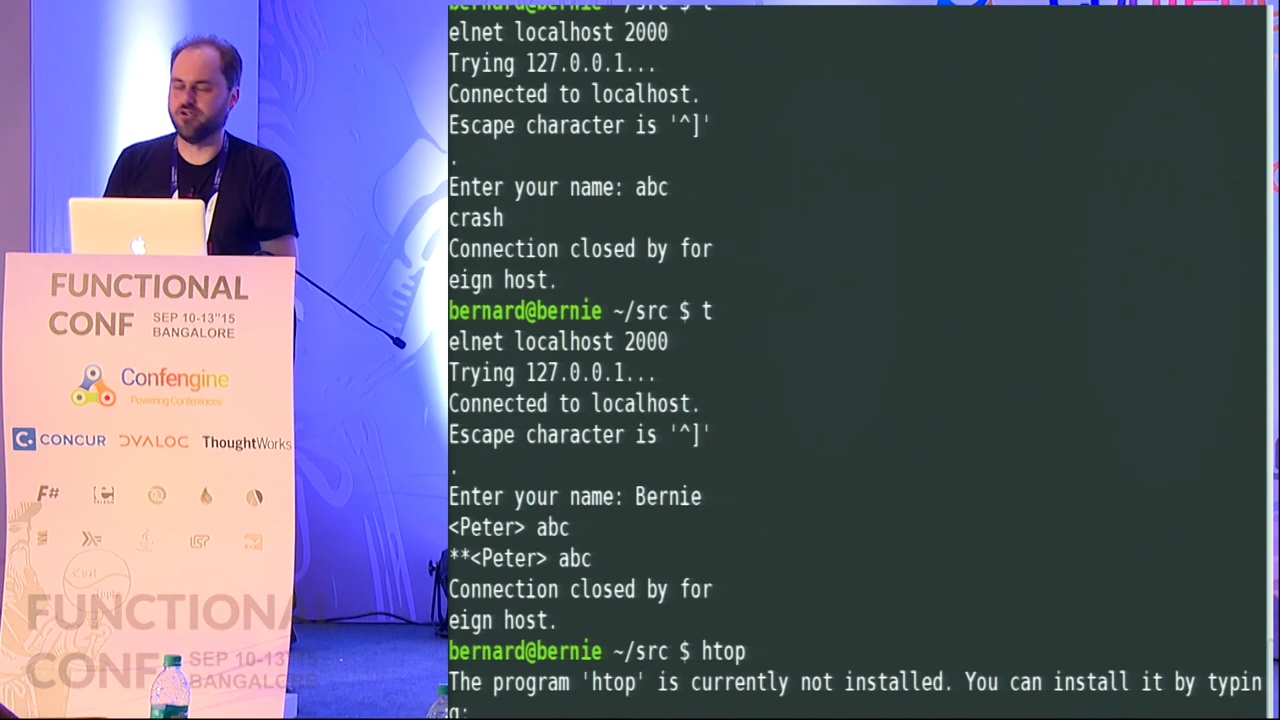 FUNCTIONAL
CONF SEP 10-13"15
BANGALORE
Confengine
Powering Conferences
C. CONCUR DYALOC ThoughtWorks
F#
FUNCTIONAL
CONF SEP 10-13"15
BANGALORE
bernard@bernie ~/src $ t
elnet localhost 2000
Trying 127.0.0.1...
Connected to localhost.
Escape character is '^]'
.
Enter your name: abc
crash
Connection closed by for
eign host.
bernard@bernie ~/src $ t
elnet localhost 2000
Trying 127.0.0.1...
Connected to localhost.
Escape character is '^]'
.
Enter your name: Bernie
<Peter> abc
**<Peter> abc
Connection closed by for
eign host.
bernard@bernie ~/src $ htop
The program 'htop' is currently not installed. You can install it by typin
g: